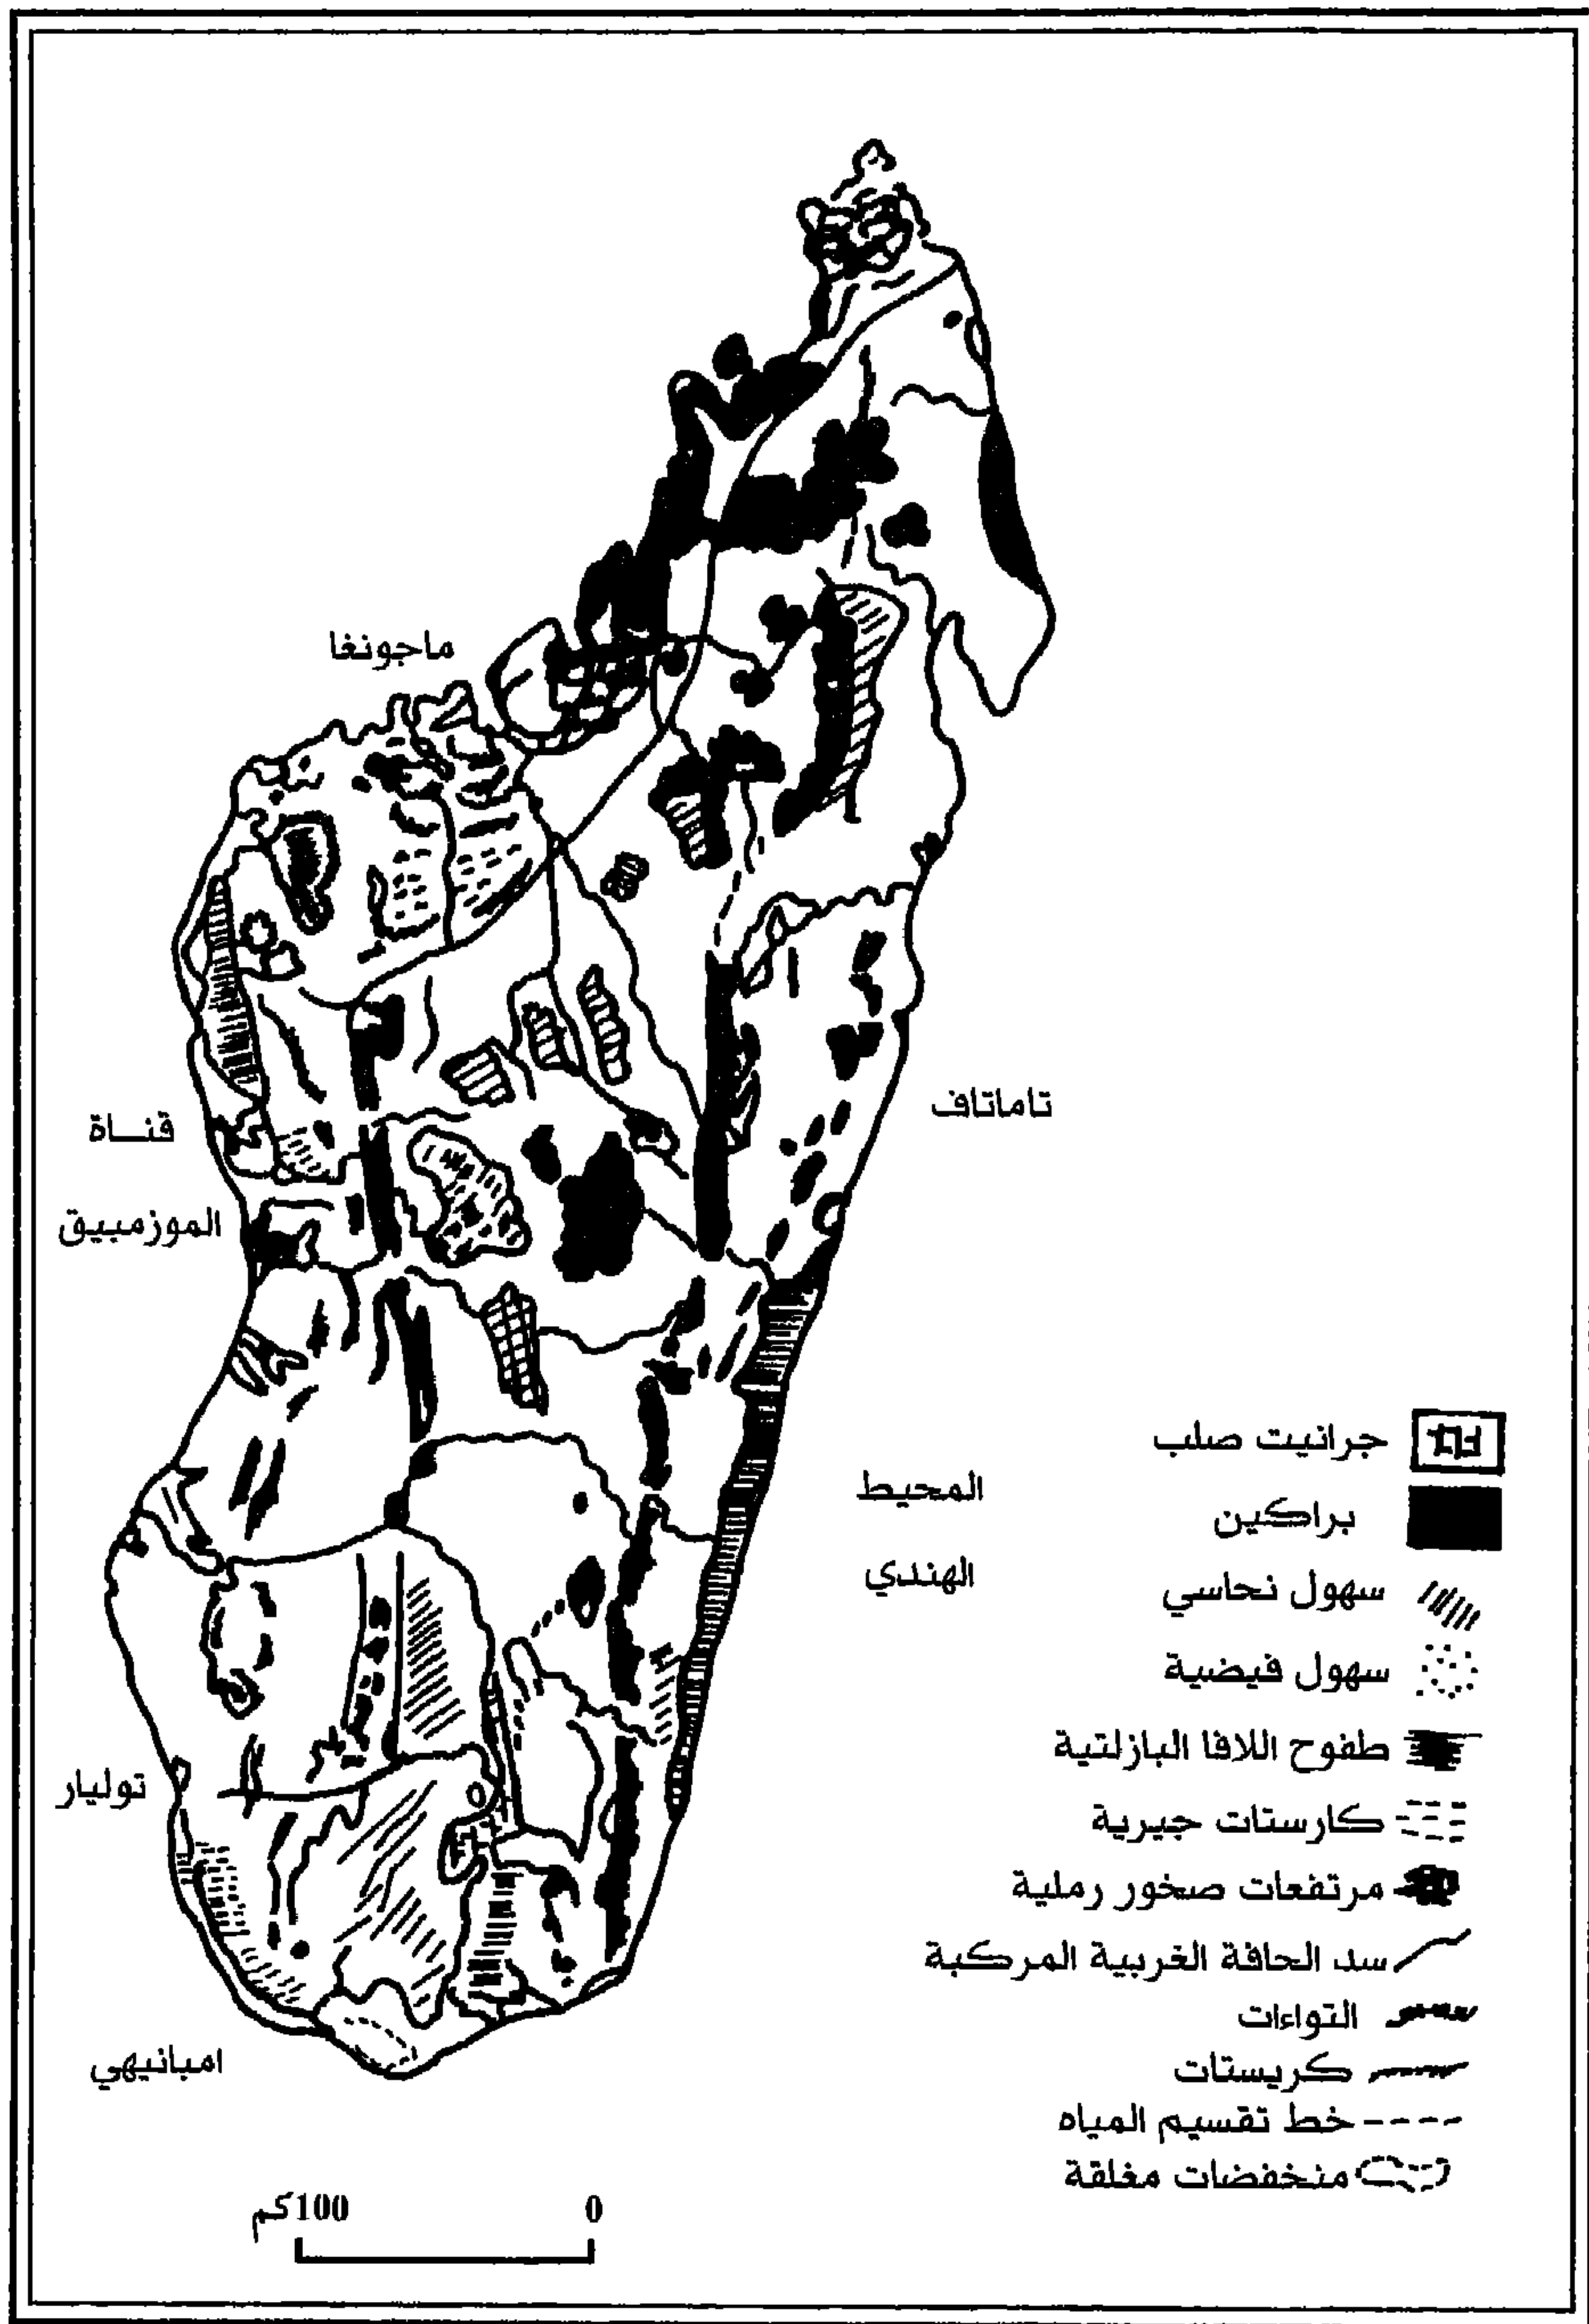 ماجونغا
تاماتاف
قنـــاة
الموزمبيق
المحيط
الهندي
توليار
امبانيهي
جرانيت صلب
براكين
سهول نحاسي
سهول فيضية
طفوح اللافا البازلتية
كارستات جيرية
مرتفعات صخور رملية
سد الحافة الغربية المركبة
التواءات
كريستات
خط تقسيم المياه
منخفضات مغلقة
0 100كم